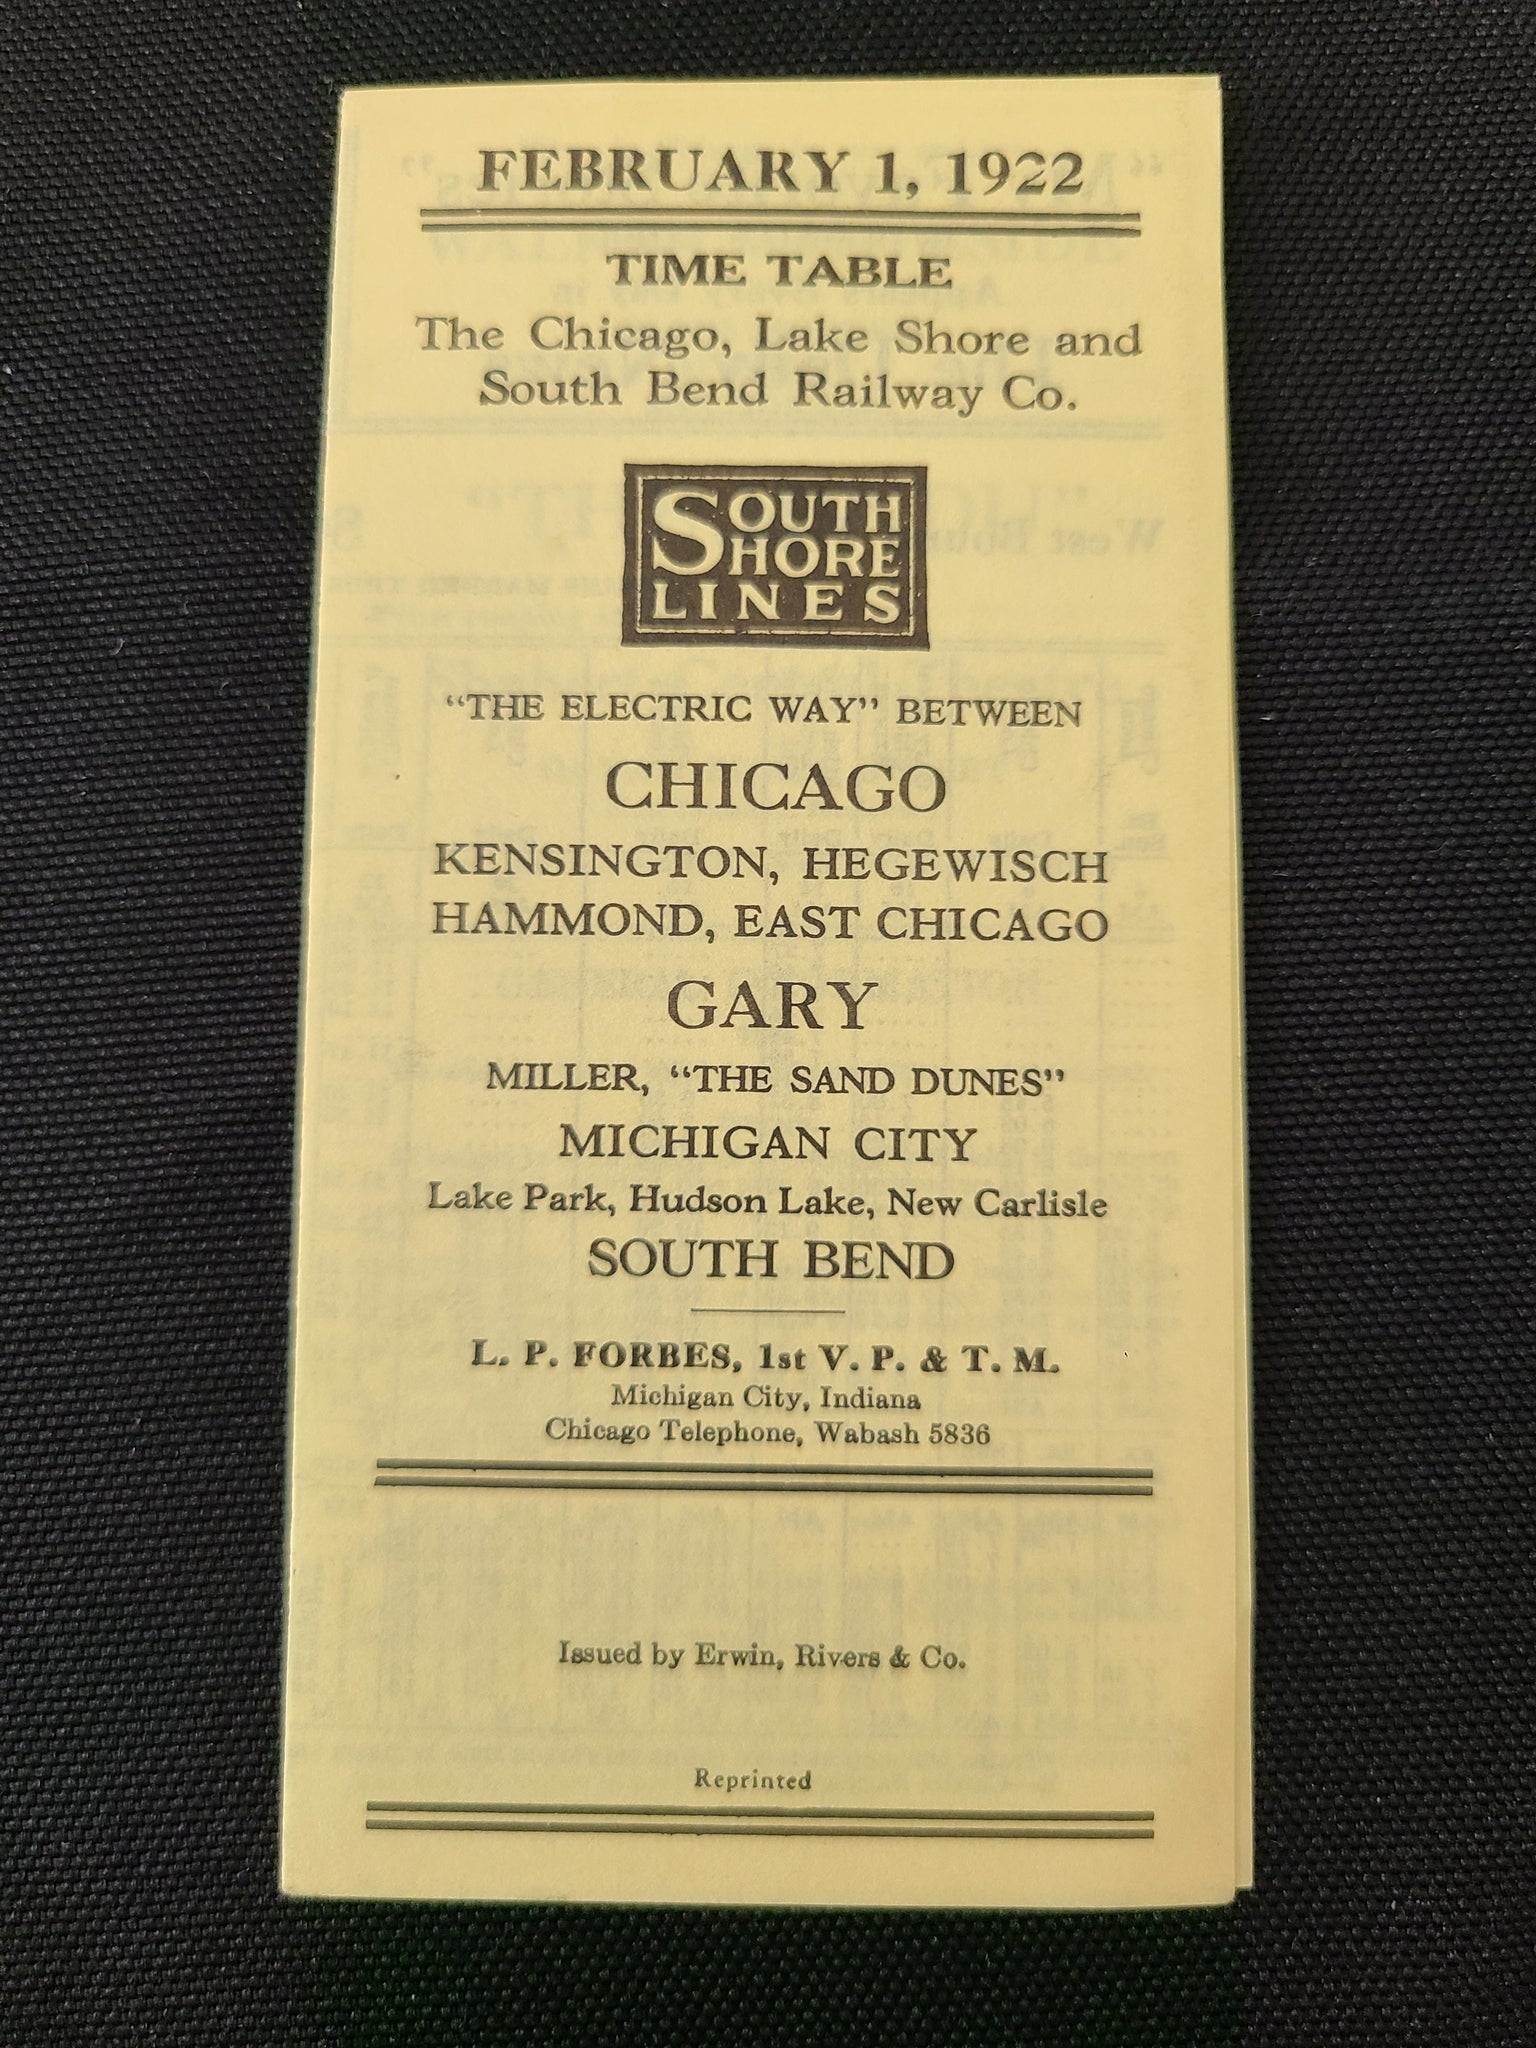 FEBRUARY 1, 1922
TIME TABLE
The Chicago, Lake Shore and
South Bend Railway Co.
SOUTH
SHORE
LINES
“THE ELECTRIC WAY” BETWEEN
CHICAGO
KENSINGTON, HEGEWISCH
HAMMOND, EAST CHICAGO
GARY
MILLER, “THE SAND DUNES”
MICHIGAN CITY
Lake Park, Hudson Lake, New Carlisle
SOUTH BEND
L. P. FORBES, 1st V. P. & T. M.
Michigan City, Indiana
Chicago Telephone, Wabash 5836
Issued by Erwin, Rivers & Co.
Reprinted